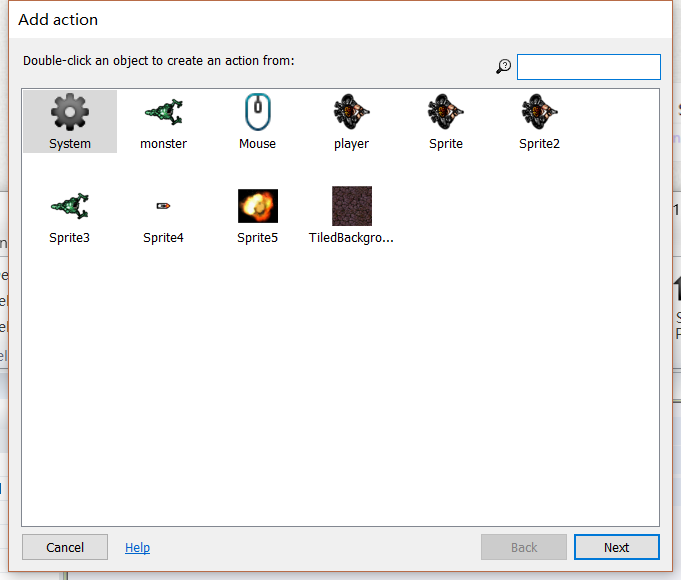 Add action
Double-click an object to create an action from:
System
monster
Mouse
player
Sprite
Sprite2
Sprite3
Sprite4
Sprite5
TiledBackgro...
Cancel
Help
Back
Next